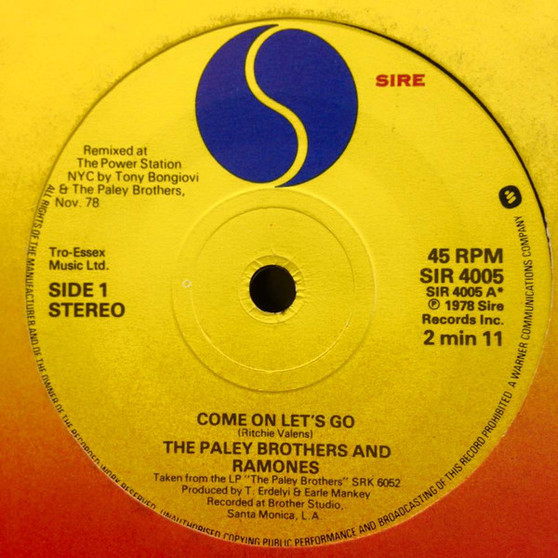 SIRE
Remixed at
The Power Station
NYC by Tony Bongiovi
& The Paley Brothers,
Nov. 78
Tro-Essex
Music Ltd.
SIDE 1
STEREO
45 RPM
SIR 4005
SIR 4005 A*
℗ 1978 Sire
Records Inc.
2 min 11
COME ON LET'S GO
(Ritchie Valens)
THE PALEY BROTHERS AND
RAMONES
Taken from the LP "The Paley Brothers" SRK 6052
Produced by T. Erdelyi & Earle Mankey
Recorded at Brother Studio,
Santa Monica, L.A.
ALL RIGHTS OF THE MANUFACTURER AND OF THE OWNER OF THE RECORDED WORK RESERVED. UNAUTHORISED COPYING PUBLIC PERFORMANCE AND BROADCASTING OF THIS RECORD PROHIBITED A WARNER COMMUNICATIONS COMPANY